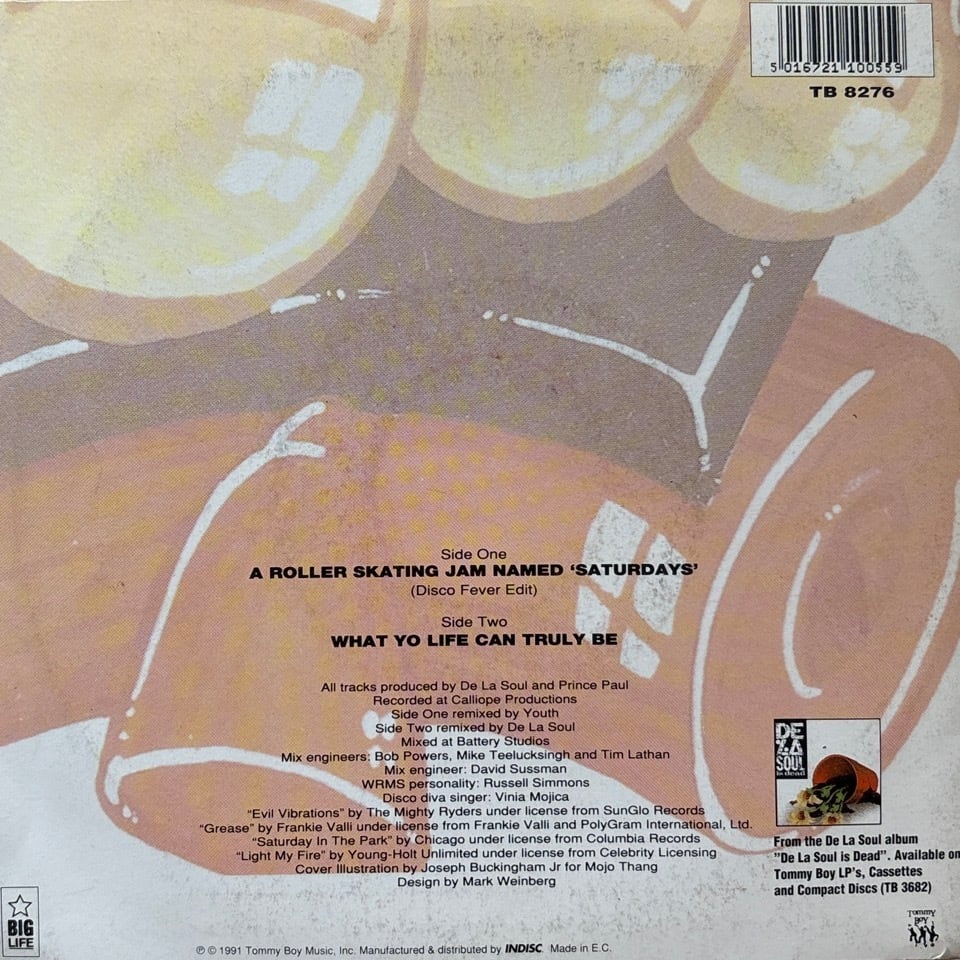 5 016721 100559
TB 8276
Side One
A ROLLER SKATING JAM NAMED ‘SATURDAYS’
(Disco Fever Edit)
Side Two
WHAT YO LIFE CAN TRULY BE
All tracks produced by De La Soul and Prince Paul
Recorded at Calliope Productions
Side One remixed by Youth
Side Two remixed by De La Soul
Mixed at Battery Studios
Mix engineers: Bob Powers, Mike Teelucksingh and Tim Lathan
Mix engineer: David Sussman
WRMS personality: Russell Simmons
Disco diva singer: Vinia Mojica
“Evil Vibrations” by The Mighty Ryders under license from SunGlo Records
“Grease” by Frankie Valli under license from Frankie Valli and PolyGram International, Ltd.
“Saturday In The Park” by Chicago under license from Columbia Records
“Light My Fire” by Young-Holt Unlimited under license from Celebrity Licensing
Cover Illustration by Joseph Buckingham Jr for Mojo Thang
Design by Mark Weinberg
DE
LA
SOUL
is dead
From the De La Soul album
"De La Soul is Dead". Available on
Tommy Boy LP's, Cassettes
and Compact Discs (TB 3682)
BIG
LIFE
TOMMY
BOY
℗ © 1991 Tommy Boy Music, Inc. Manufactured & distributed by INDISC. Made in E.C.